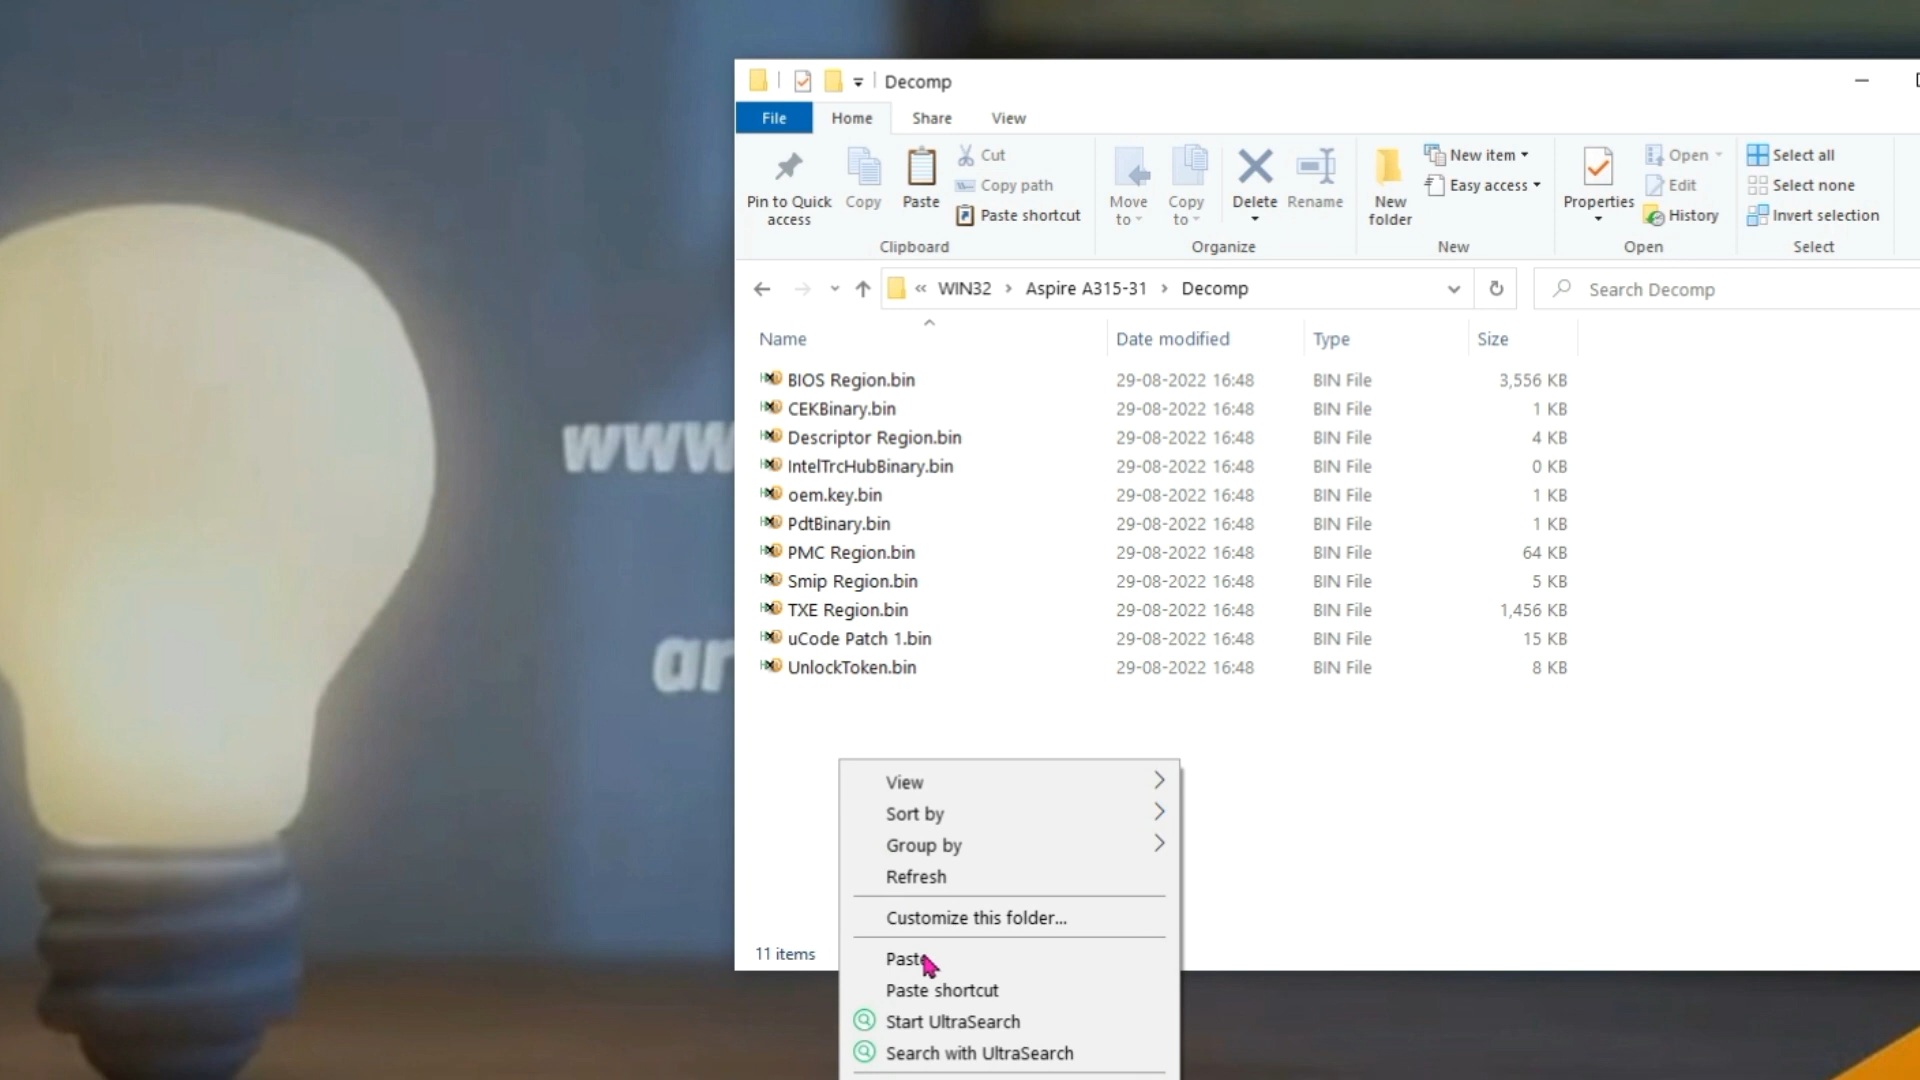 Decomp
File Home Share View
Pin to Quick access
Copy
Paste
Cut
Copy path
Paste shortcut
Clipboard
Move to
Copy to
Delete
Rename
Organize
New folder
New item
Easy access
New
Properties
Open
Edit
History
Open
Select all
Select none
Invert selection
Select
« WIN32 > Aspire A315-31 > Decomp
Search Decomp
Name Date modified Type Size
BIOS Region.bin 29-08-2022 16:48 BIN File 3,556 KB
CEKBinary.bin 29-08-2022 16:48 BIN File 1 KB
Descriptor Region.bin 29-08-2022 16:48 BIN File 4 KB
IntelTrcHubBinary.bin 29-08-2022 16:48 BIN File 0 KB
oem.key.bin 29-08-2022 16:48 BIN File 1 KB
PdtBinary.bin 29-08-2022 16:48 BIN File 1 KB
PMC Region.bin 29-08-2022 16:48 BIN File 64 KB
Smip Region.bin 29-08-2022 16:48 BIN File 5 KB
TXE Region.bin 29-08-2022 16:48 BIN File 1,456 KB
uCode Patch 1.bin 29-08-2022 16:48 BIN File 15 KB
UnlockToken.bin 29-08-2022 16:48 BIN File 8 KB
www
ar
View
Sort by
Group by
Refresh
Customize this folder...
Paste
Paste shortcut
Start UltraSearch
Search with UltraSearch
11 items